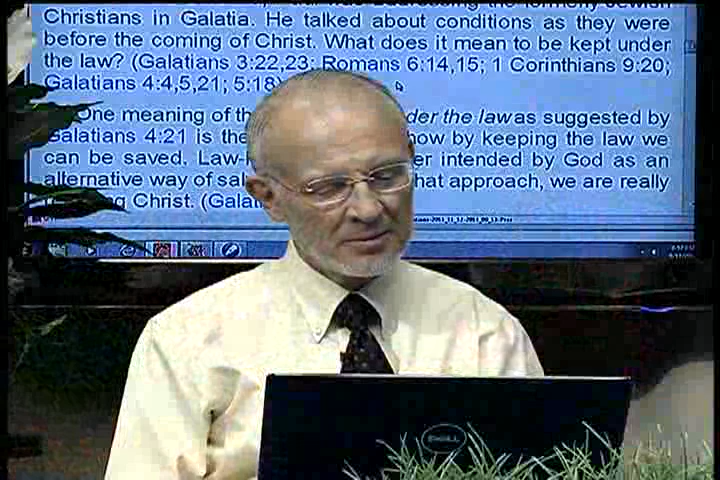 Christians in Galatia. He talked about conditions as they were
before the coming of Christ. What does it mean to be kept under
the law? (Galatians 3:22,23; Romans 6:14,15; 1 Corinthians 9:20;
Galatians 4:4,5,21; 5:18)
One meaning of th der the law as suggested by
Galatians 4:21 is the how by keeping the law we
can be saved. Law- er intended by God as an
alternative way of sal hat approach, we are really
g Christ. (Galat
DELL